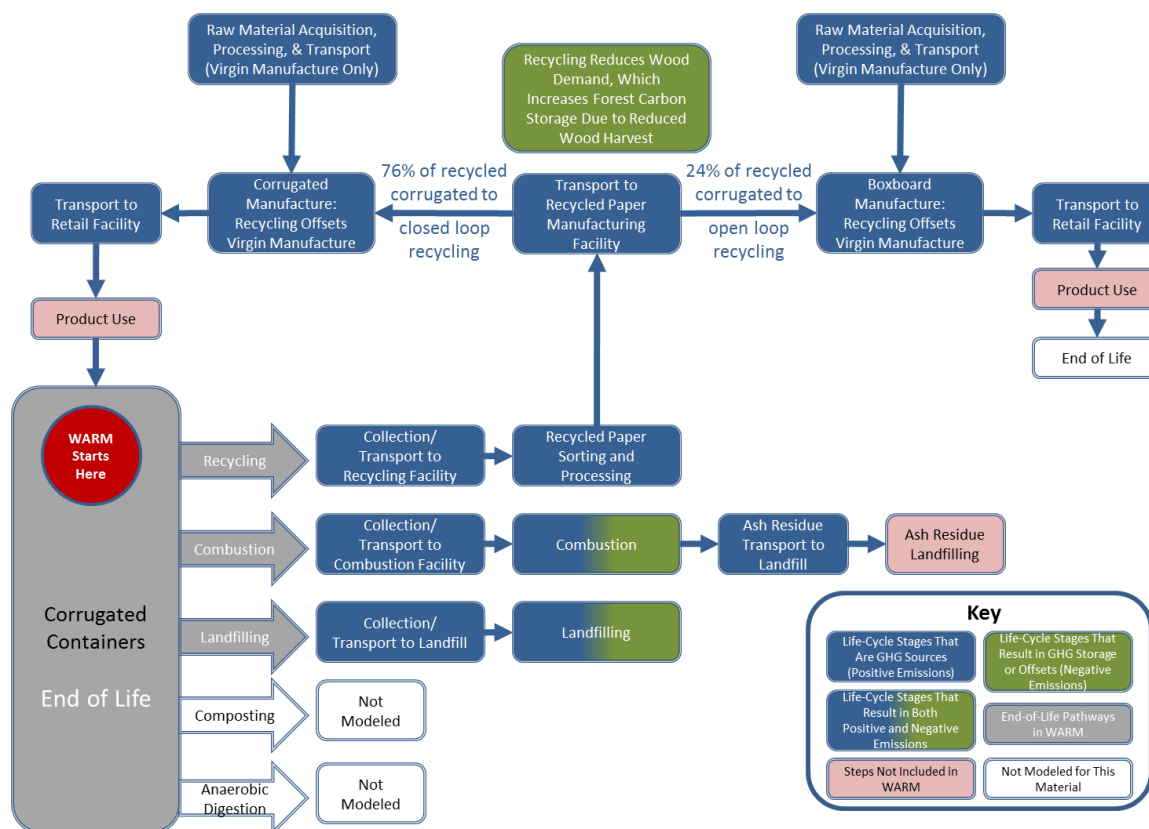 Raw Material Acquisition,
Processing, & Transport
(Virgin Manufacture Only)
Recycling Reduces Wood
Demand, Which
Increases Forest Carbon
Storage Due to Reduced
Wood Harvest
Raw Material Acquisition,
Processing, & Transport
(Virgin Manufacture Only)
Transport to
Retail Facility
Corrugated
Manufacture:
Recycling Offsets
Virgin Manufacture
76% of recycled
corrugated to
closed loop
recycling
Transport to
Recycled Paper
Manufacturing
Facility
24% of recycled
corrugated to
open loop
recycling
Boxboard
Manufacture:
Recycling Offsets
Virgin Manufacture
Transport to
Retail Facility
Product Use
Product Use
End of Life
WARM
Starts
Here
Corrugated
Containers
End of Life
Recycling
Collection/
Transport to
Recycling Facility
Recycled Paper
Sorting and
Processing
Combustion
Collection/
Transport to
Combustion Facility
Combustion
Ash Residue
Transport to
Landfill
Ash Residue
Landfilling
Landfilling
Collection/
Transport to Landfill
Landfilling
Composting
Not
Modeled
Anaerobic
Digestion
Not
Modeled
Key
Life-Cycle Stages That
Are GHG Sources
(Positive Emissions)
Life-Cycle Stages That
Result in GHG Storage
or Offsets (Negative
Emissions)
Life-Cycle Stages That
Result in Both
Positive and Negative
Emissions
End-of-Life Pathways
in WARM
Steps Not Included in
WARM
Not Modeled for This
Material